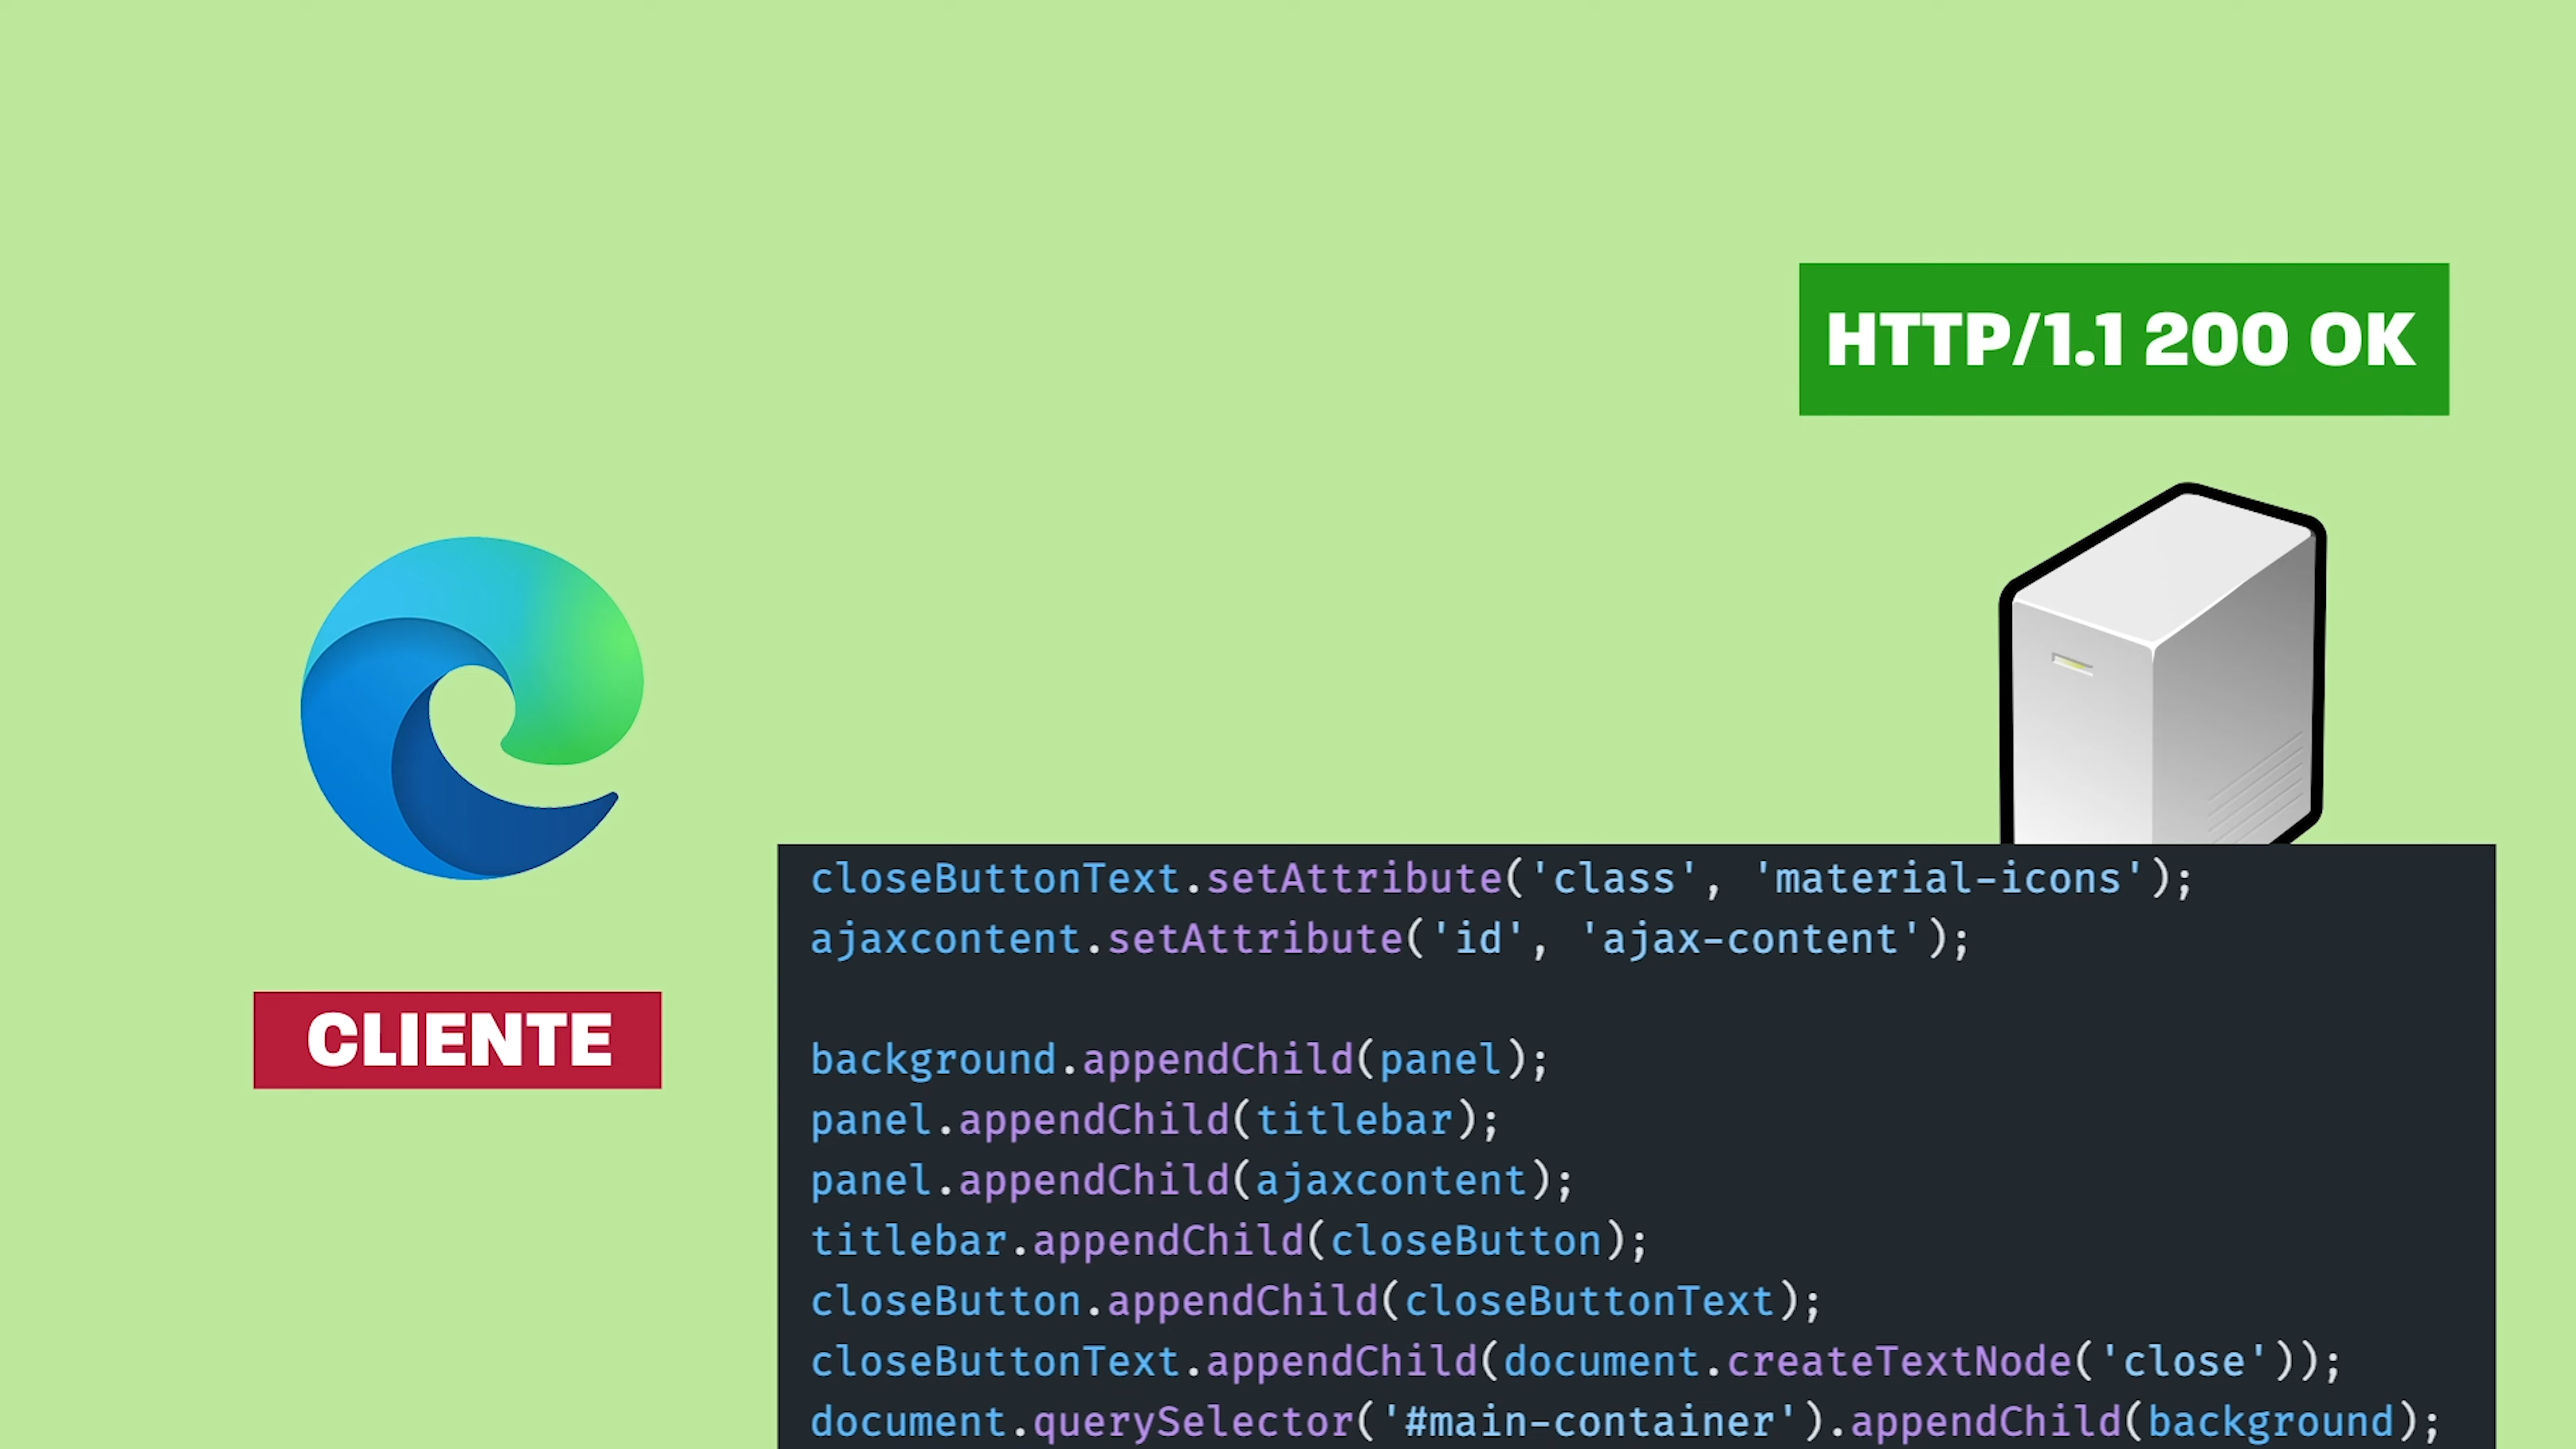 HTTP/1.1 200 OK
CLIENTE
closeButtonText.setAttribute('class', 'material-icons');
ajaxcontent.setAttribute('id', 'ajax-content');
background.appendChild(panel);
panel.appendChild(titlebar);
panel.appendChild(ajaxcontent);
titlebar.appendChild(closeButton);
closeButton.appendChild(closeButtonText);
closeButtonText.appendChild(document.createTextNode('close'));
document.querySelector('#main-container').appendChild(background);